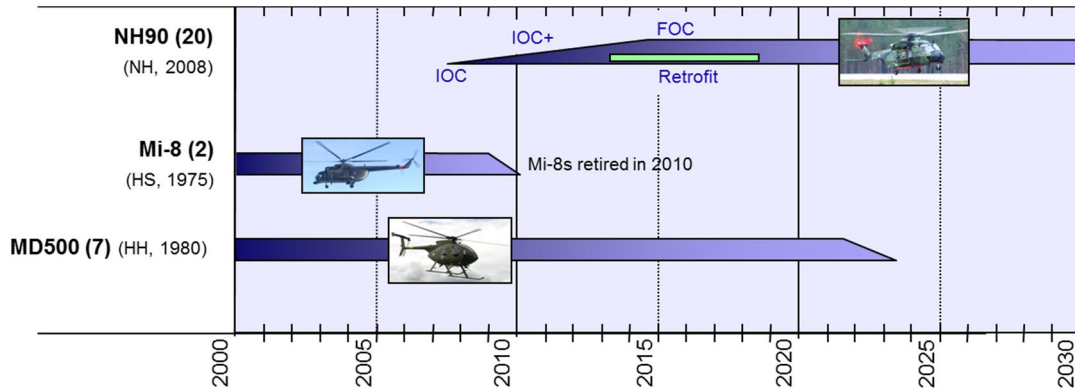 NH90 (20)
(NH, 2008)
IOC
IOC+
FOC
Retrofit
Mi-8 (2)
(HS, 1975)
Mi-8s retired in 2010
MD500 (7) (HH, 1980)
2000
2005
2010
2015
2020
2025
2030